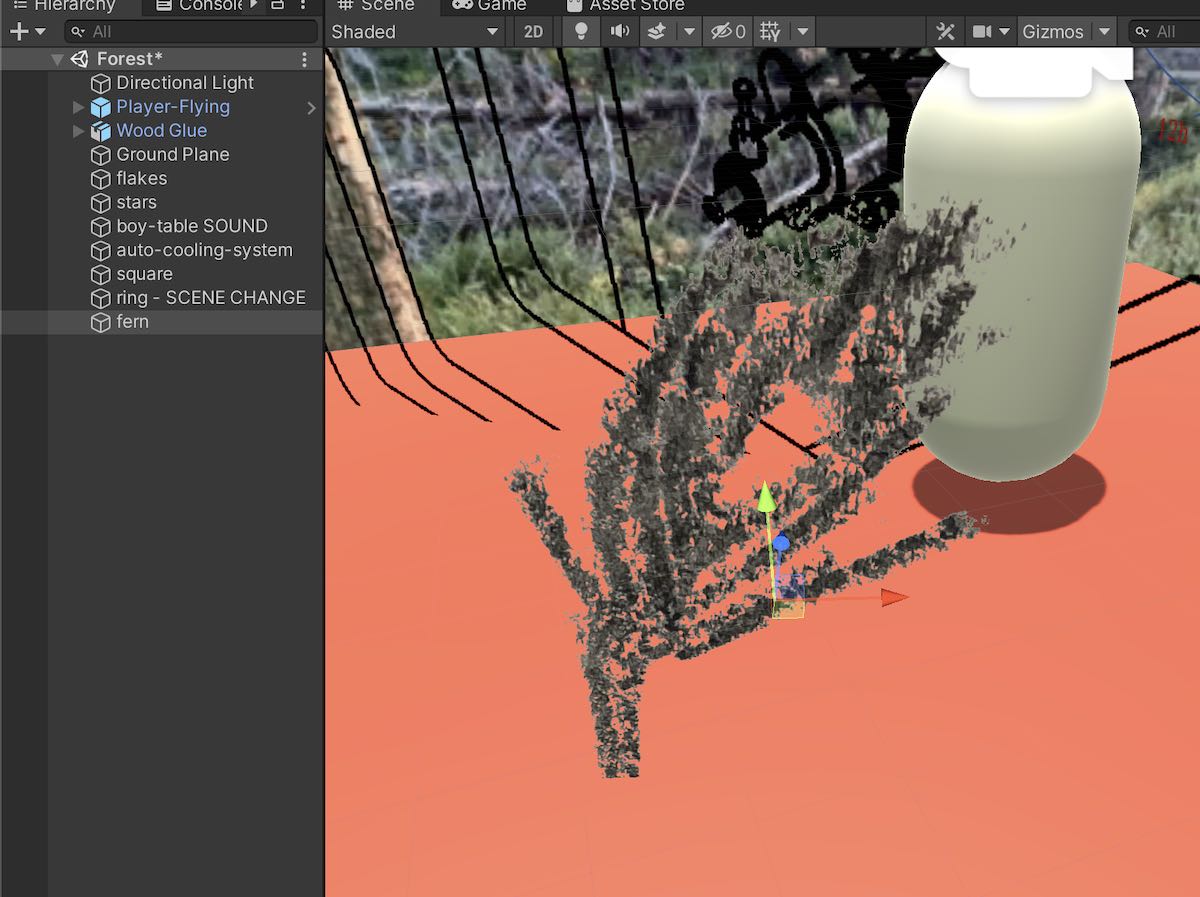 Hierarchy
Console
Scene
Game
Asset Store
All
Shaded
2D
0
Gizmos
All
Forest*
Directional Light
Player-Flying
Wood Glue
Ground Plane
flakes
stars
boy-table SOUND
auto-cooling-system
square
ring - SCENE CHANGE
fern